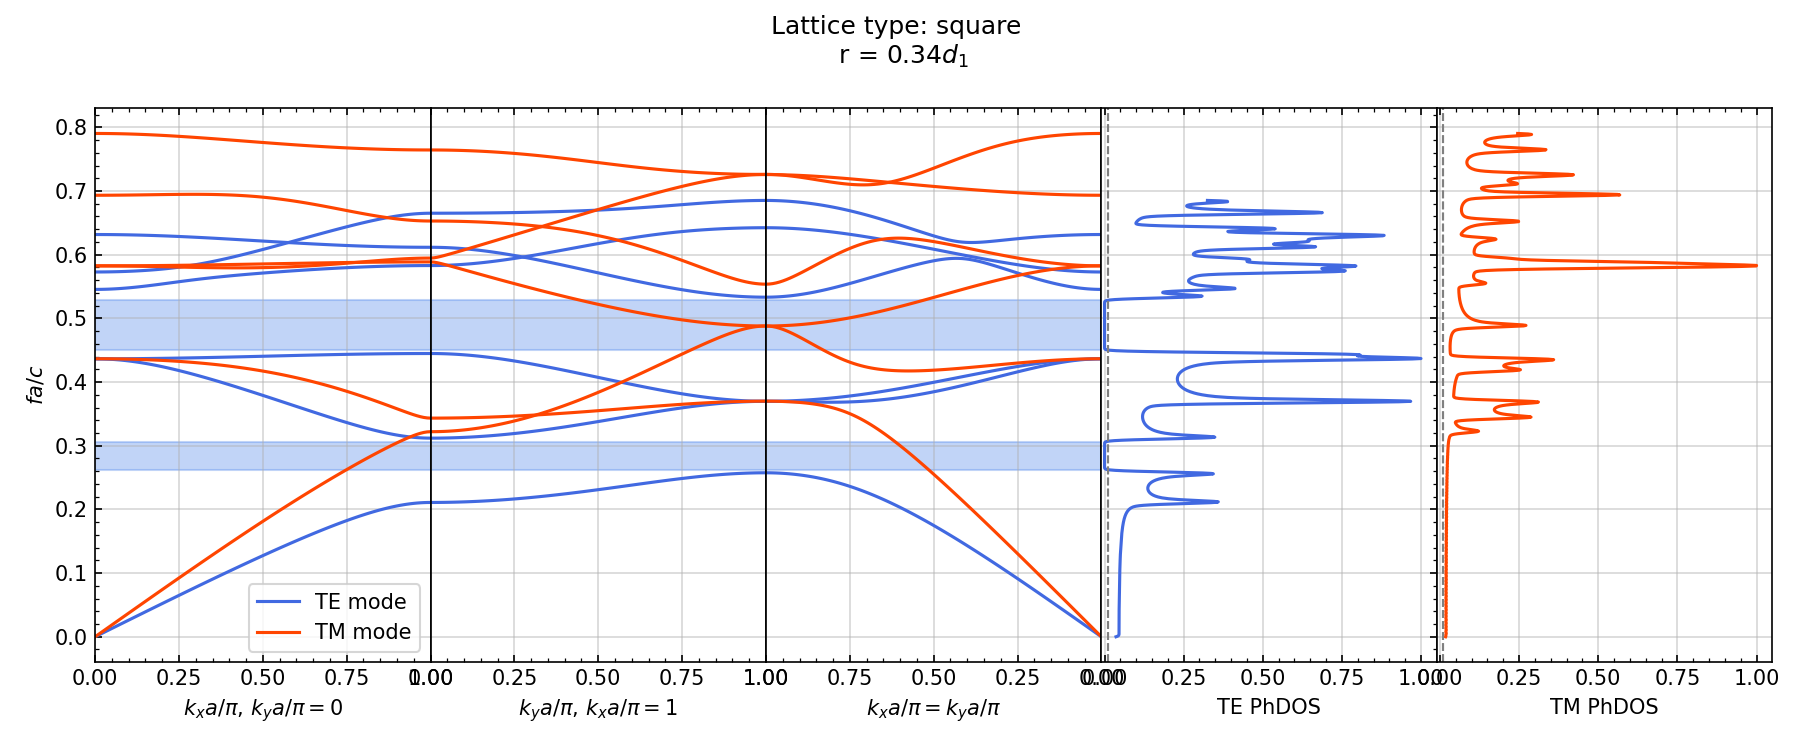 Lattice type: square
r = 0.34d₁
fa/c
0.8
0.7
0.6
0.5
0.4
0.3
0.2
0.1
0.0
TE mode
TM mode
0.00 0.25 0.50 0.75 1.00
0.00 0.25 0.50 0.75 1.00
1.00 0.75 0.50 0.25 0.00
0.00 0.25 0.50 0.75 1.00
0.00 0.25 0.50 0.75 1.00
kₓa/π, kᵧa/π = 0
kᵧa/π, kₓa/π = 1
kₓa/π = kᵧa/π
TE PhDOS
TM PhDOS